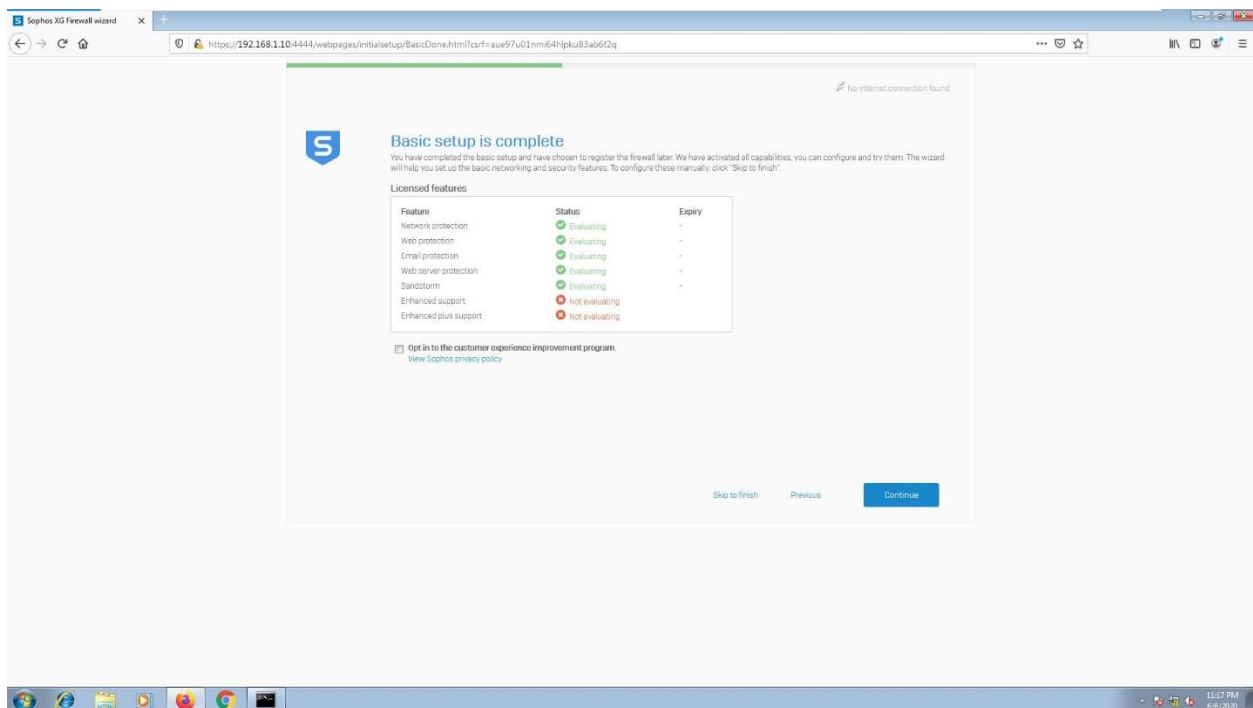 Sophos XG Firewall wizard
https://192.168.1.10:4444/webpages/initialsetup/BasicDone.html?csrf=aue97u01nmi64hlpku83ab6f2q
No internet connection found
S
Basic setup is complete
You have completed the basic setup and have chosen to register the firewall later. We have activated all capabilities, you can configure and try them. The wizard
will help you set up the basic networking and security features. To configure these manually, click "Skip to finish".
Licensed features
Feature Status Expiry
Network protection Evaluating -
Web protection Evaluating -
Email protection Evaluating -
Web server protection Evaluating -
Sandstorm Evaluating -
Enhanced support Not evaluating
Enhanced plus support Not evaluating
Opt in to the customer experience improvement program.
View Sophos privacy policy
Skip to finish Previous Continue
11:17 PM
6/6/2020